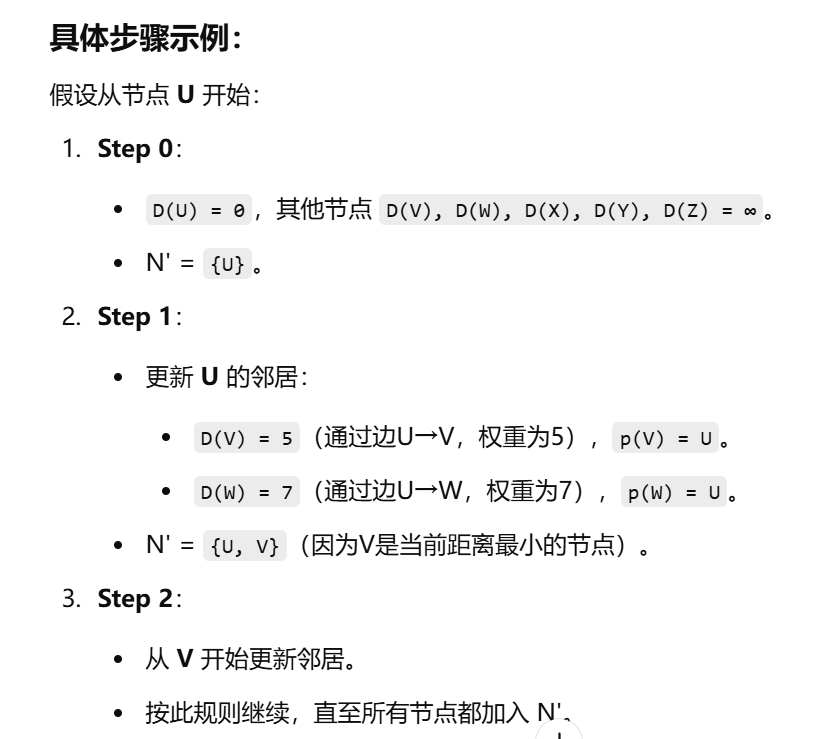 具体步骤示例：
假设从节点 U 开始：
1. Step 0：
• D(U) = 0，其他节点 D(V), D(W), D(X), D(Y), D(Z) = ∞。
• N' = {U}。
2. Step 1：
• 更新 U 的邻居：
• D(V) = 5（通过边U→V，权重为5），p(V) = U。
• D(W) = 7（通过边U→W，权重为7），p(W) = U。
• N' = {U, V}（因为V是当前距离最小的节点）。
3. Step 2：
• 从 V 开始更新邻居。
• 按此规则继续，直至所有节点都加入 N'。